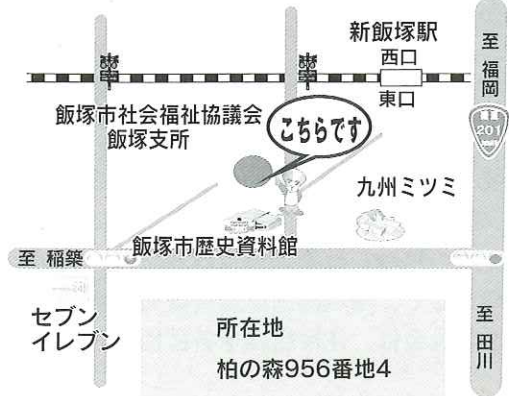 新飯塚駅
西口
東口
至 福岡
201
飯塚市社会福祉協議会
飯塚支所
こちらです
九州ミツミ
飯塚市歴史資料館
至 稲築
セブン
イレブン
至 田川
所在地
柏の森956番地4